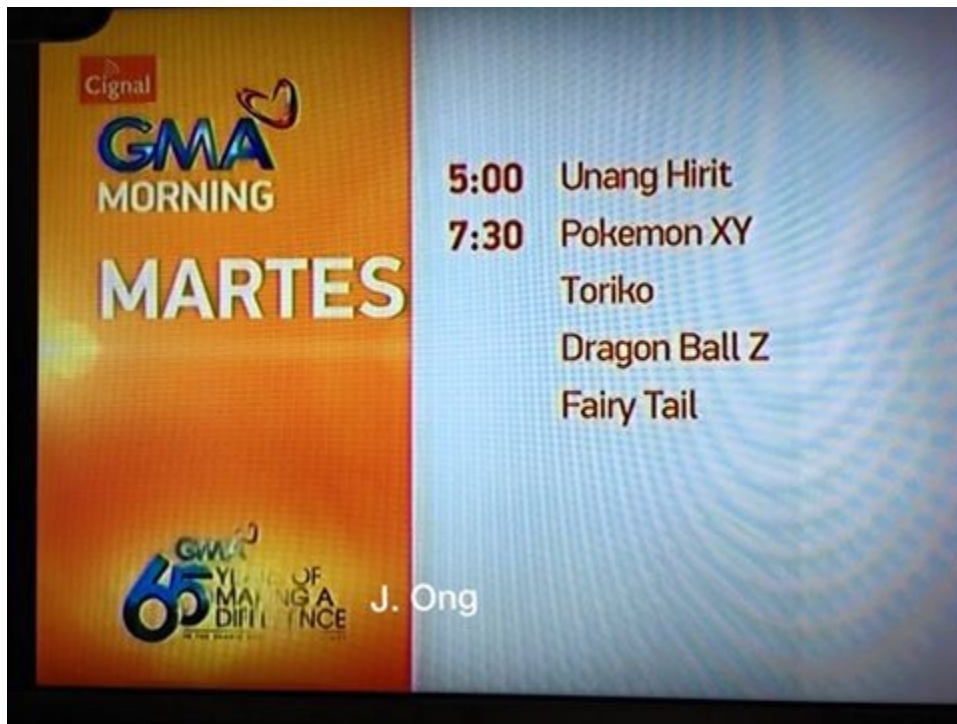 Cignal
GMA
MORNING
MARTES
5:00 Unang Hirit
7:30 Pokemon XY
Toriko
Dragon Ball Z
Fairy Tail
GMA
65
OF
A
J. Ong